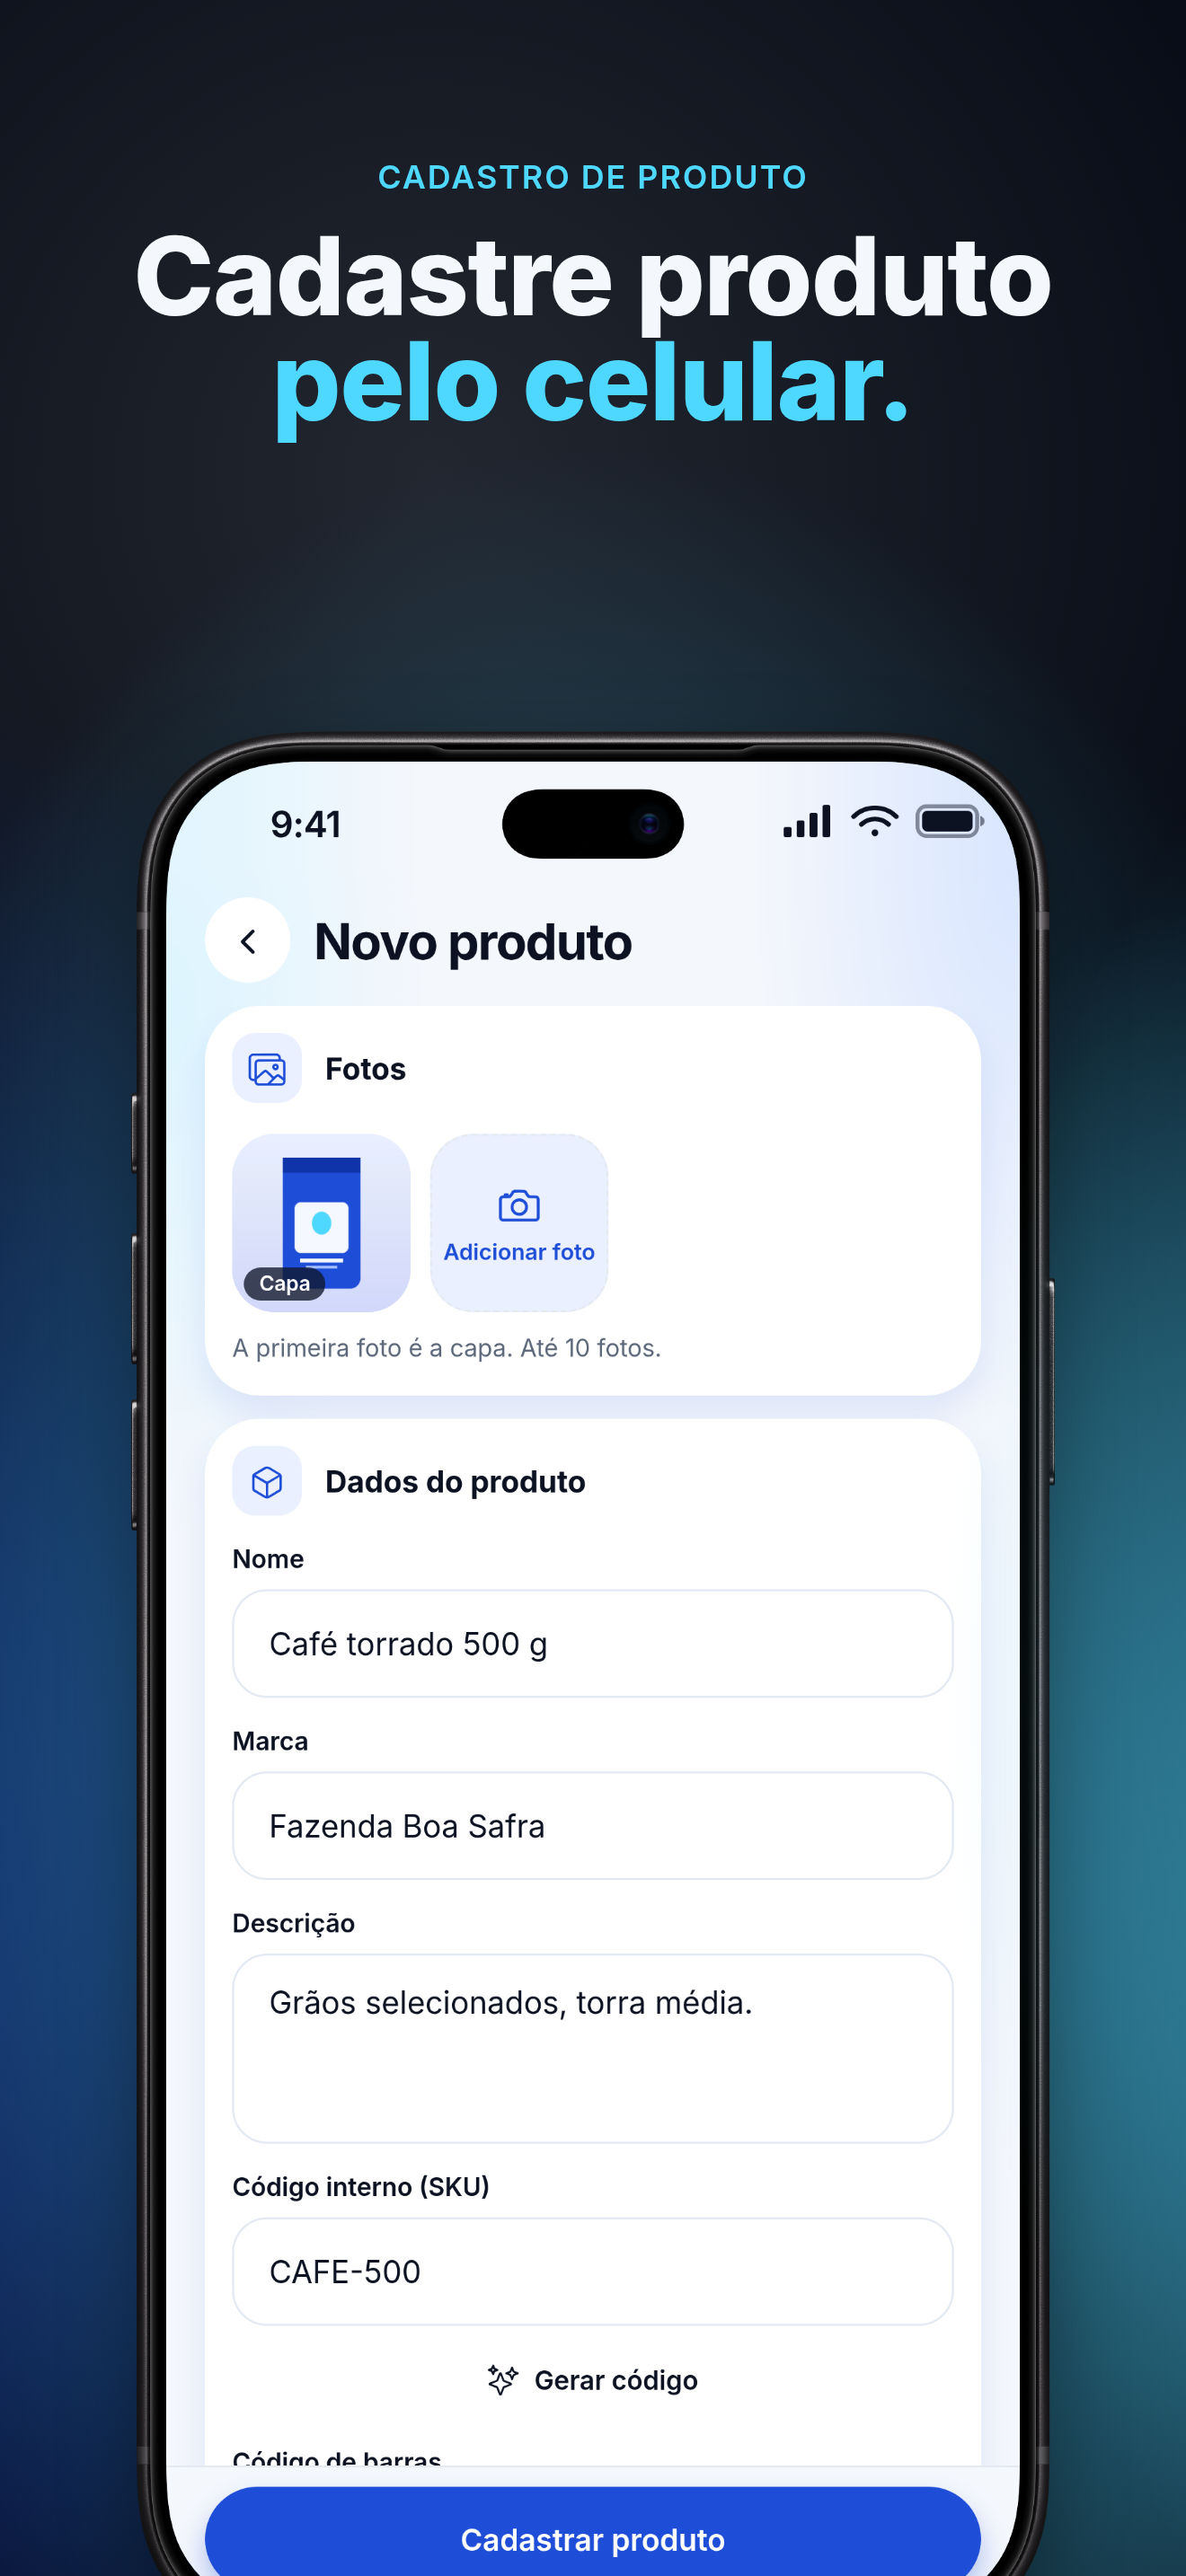 CADASTRO DE PRODUTO
Cadastre produto
pelo celular.
9:41
Novo produto
Fotos
Capa
Adicionar foto
A primeira foto é a capa. Até 10 fotos.
Dados do produto
Nome
Café torrado 500 g
Marca
Fazenda Boa Safra
Descrição
Grãos selecionados, torra média.
Código interno (SKU)
CAFE-500
Gerar código
Código de barras
Cadastrar produto